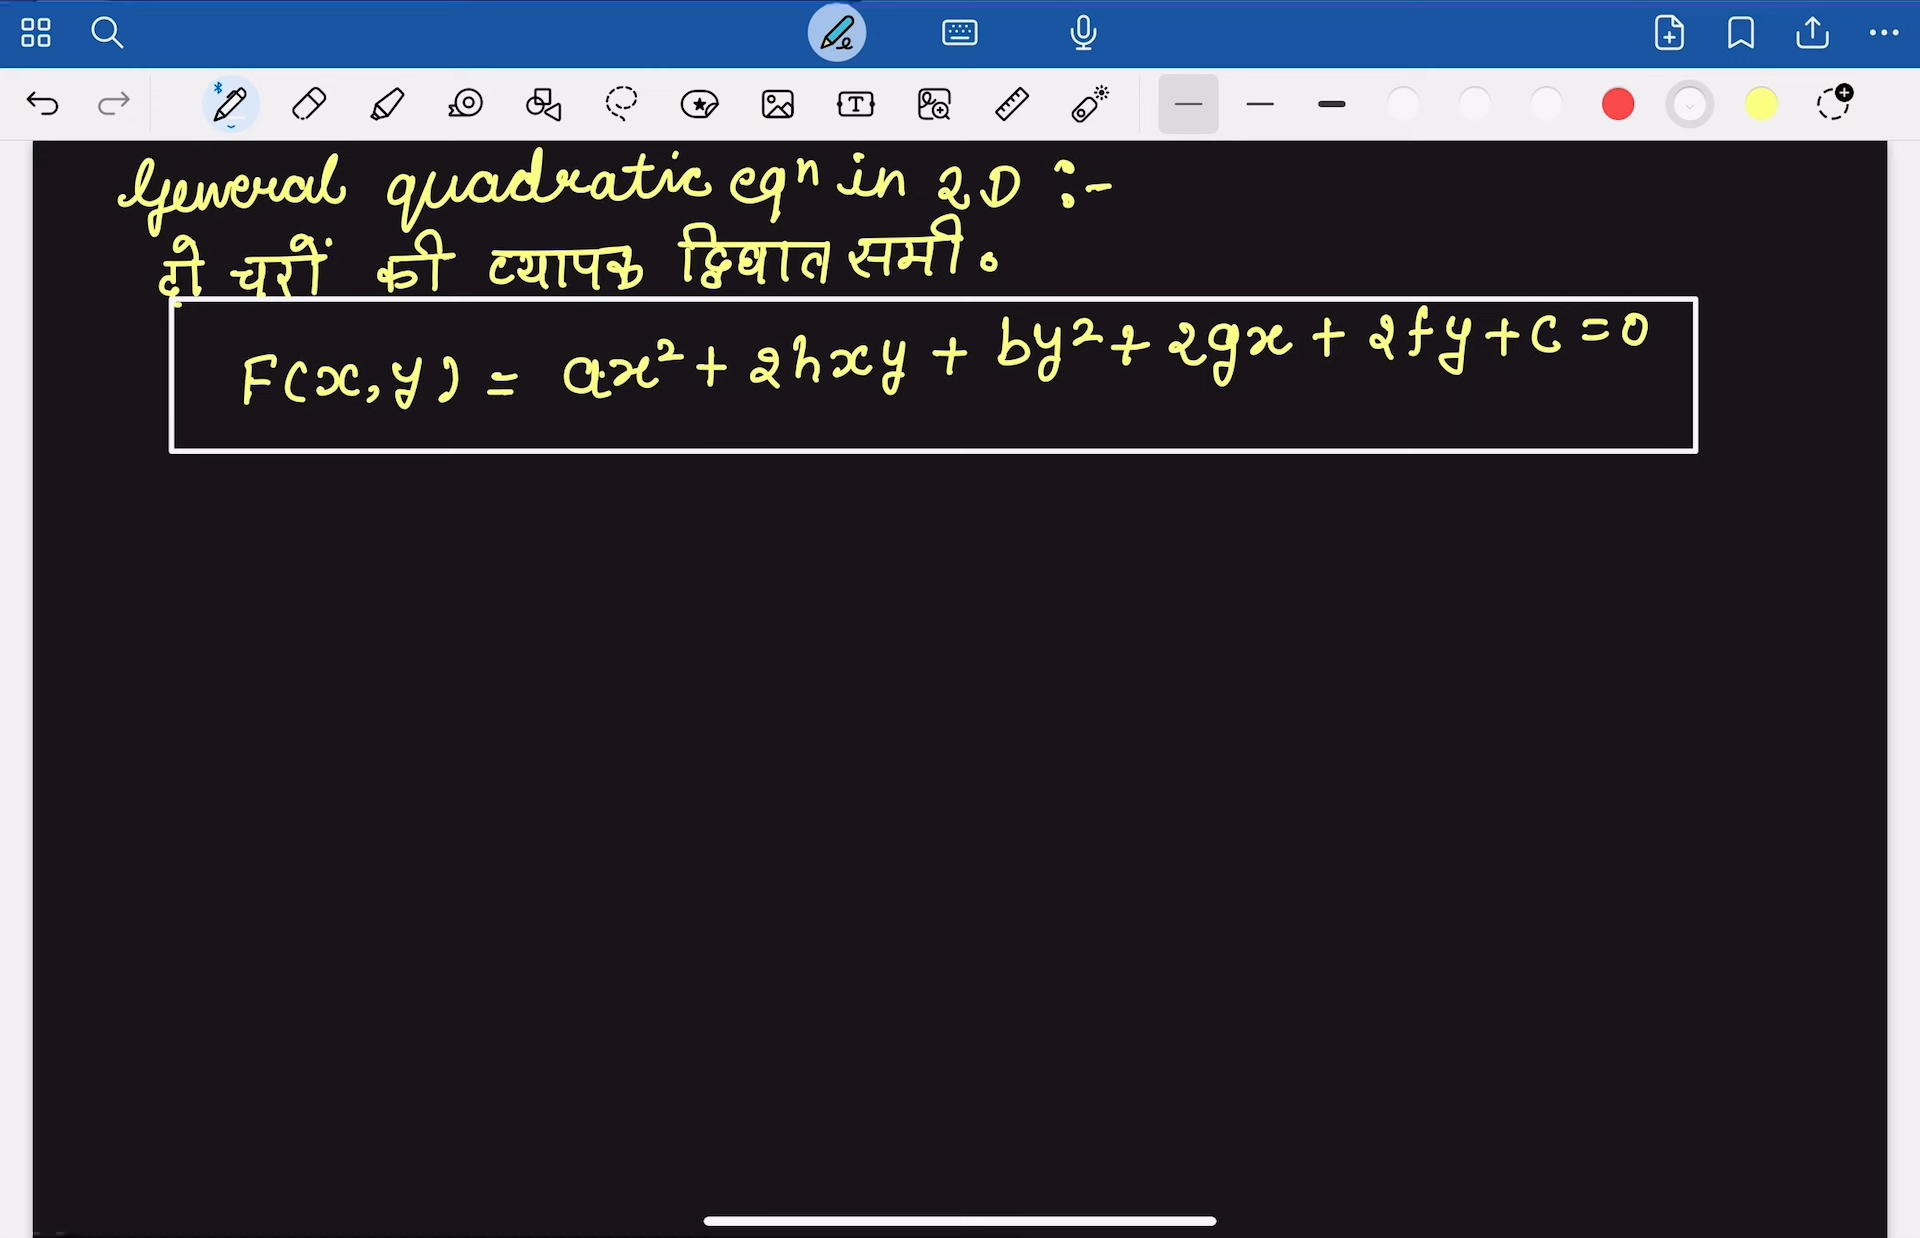 General quadratic eqⁿ in 2D :-
दो चरों की व्यापक द्विघात समी.
F(x,y) = ax² + 2hxy + by² + 2gx + 2fy + c = 0